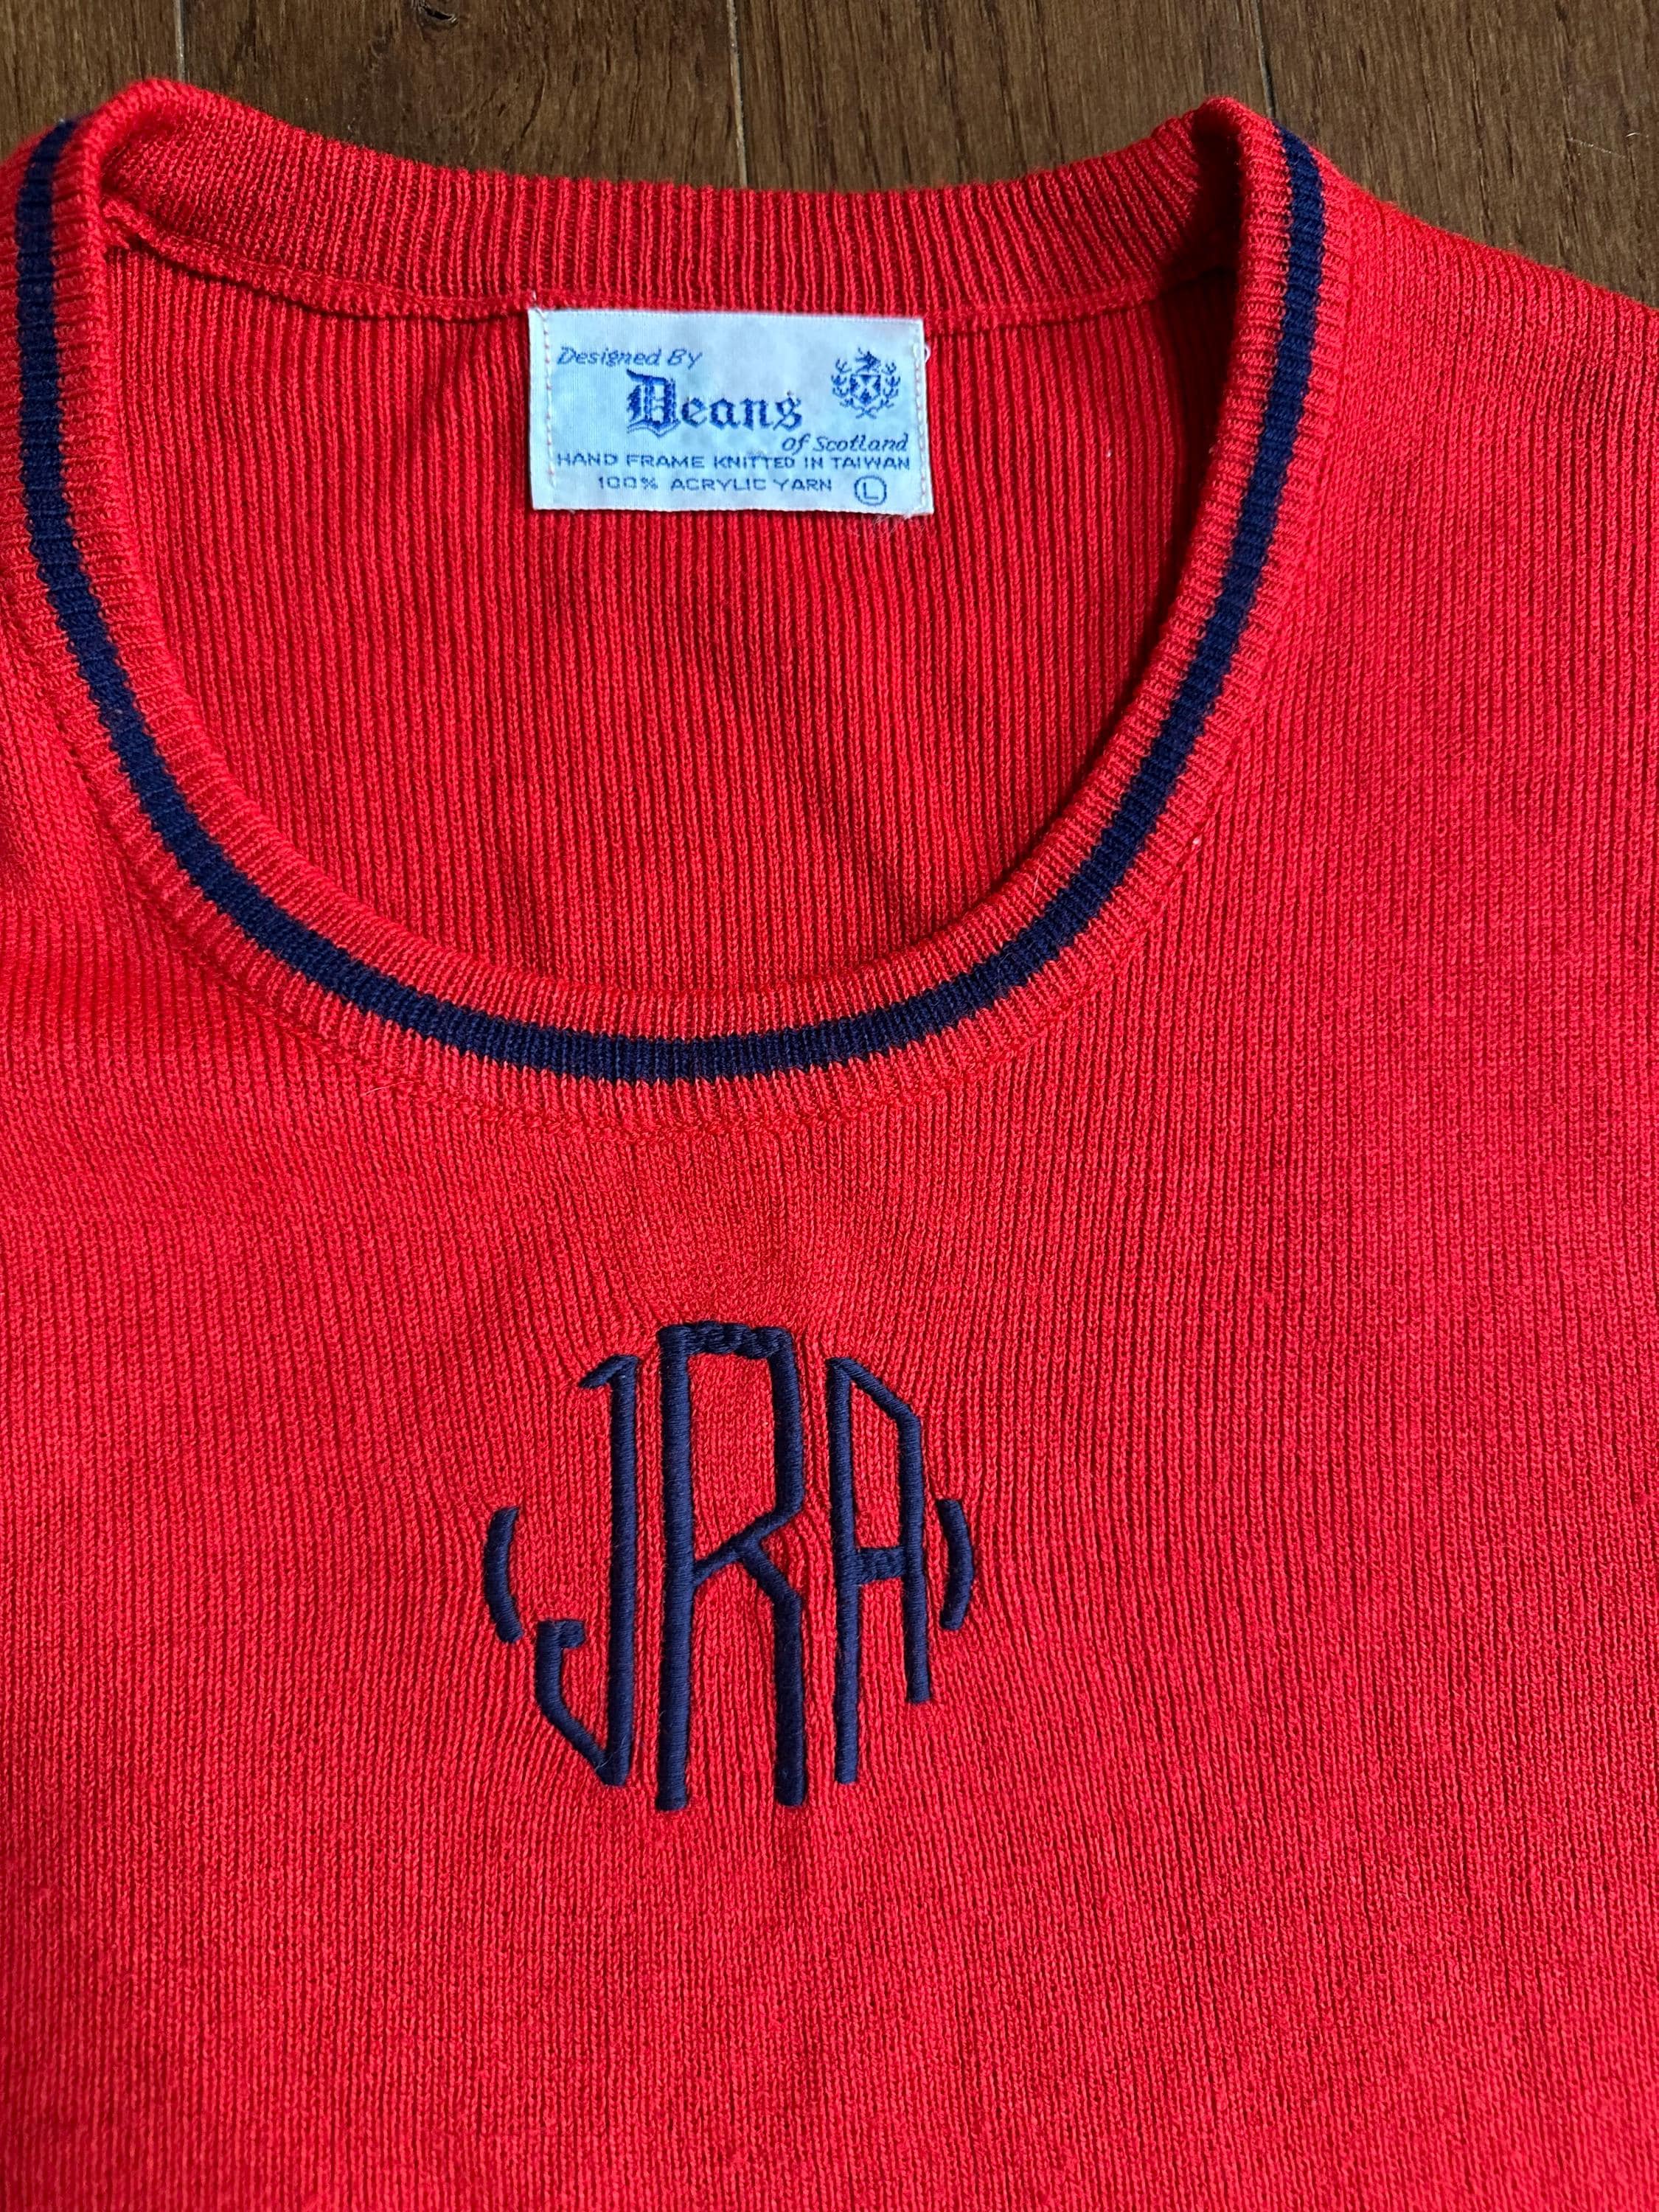 Designed By
Deans
of Scotland
HAND FRAME KNITTED IN TAIWAN
100% ACRYLIC YARN L
JRA